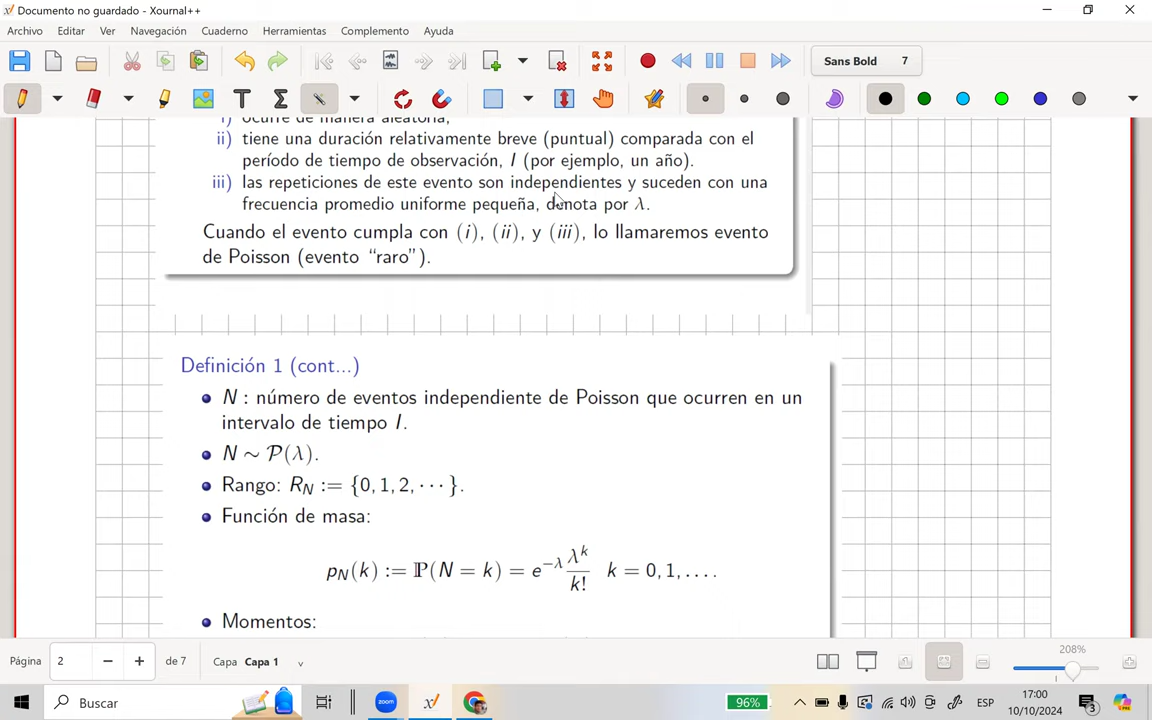 Documento no guardado - Xournal++
Archivo Editar Ver Navegación Cuaderno Herramientas Complemento Ayuda
Sans Bold 7
i) ocurre de manera aleatoria,
ii) tiene una duración relativamente breve (puntual) comparada con el
período de tiempo de observación, I (por ejemplo, un año).
iii) las repeticiones de este evento son independientes y suceden con una
frecuencia promedio uniforme pequeña, denota por λ.
Cuando el evento cumpla con (i), (ii), y (iii), lo llamaremos evento
de Poisson (evento “raro”).
Definición 1 (cont...)
N : número de eventos independiente de Poisson que ocurren en un
intervalo de tiempo I.
N ∼ P(λ).
Rango: R_N := {0, 1, 2, ⋯}.
Función de masa:
p_N(k) := ℙ(N = k) = e^{−λ} λ^k / k! k = 0, 1, . . . .
Momentos:
Página 2 de 7 Capa Capa 1 208%
Buscar 96% ESP 17:00
10/10/2024 3